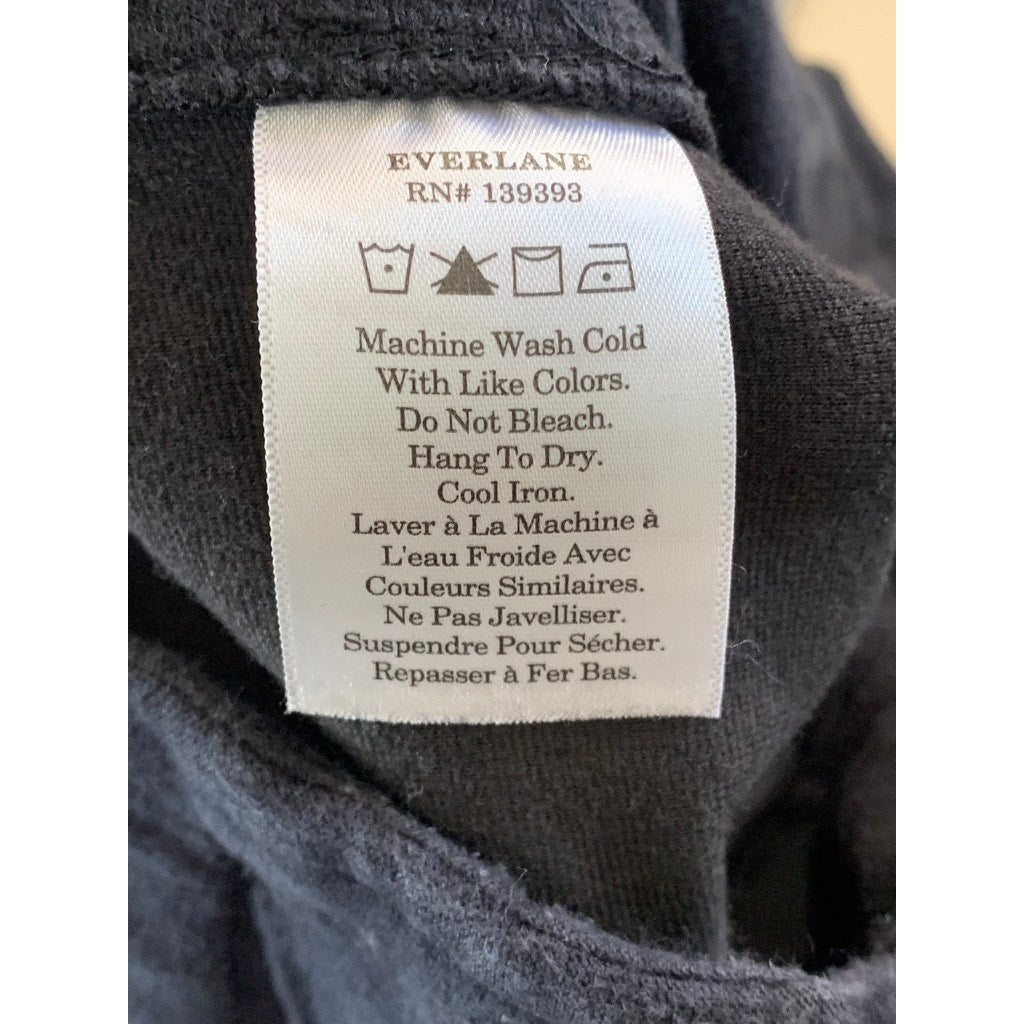 EVERLANE
RN# 139393
Machine Wash Cold
With Like Colors.
Do Not Bleach.
Hang To Dry.
Cool Iron.
Laver à La Machine à
L'eau Froide Avec
Couleurs Similaires.
Ne Pas Javelliser.
Suspendre Pour Sécher.
Repasser à Fer Bas.